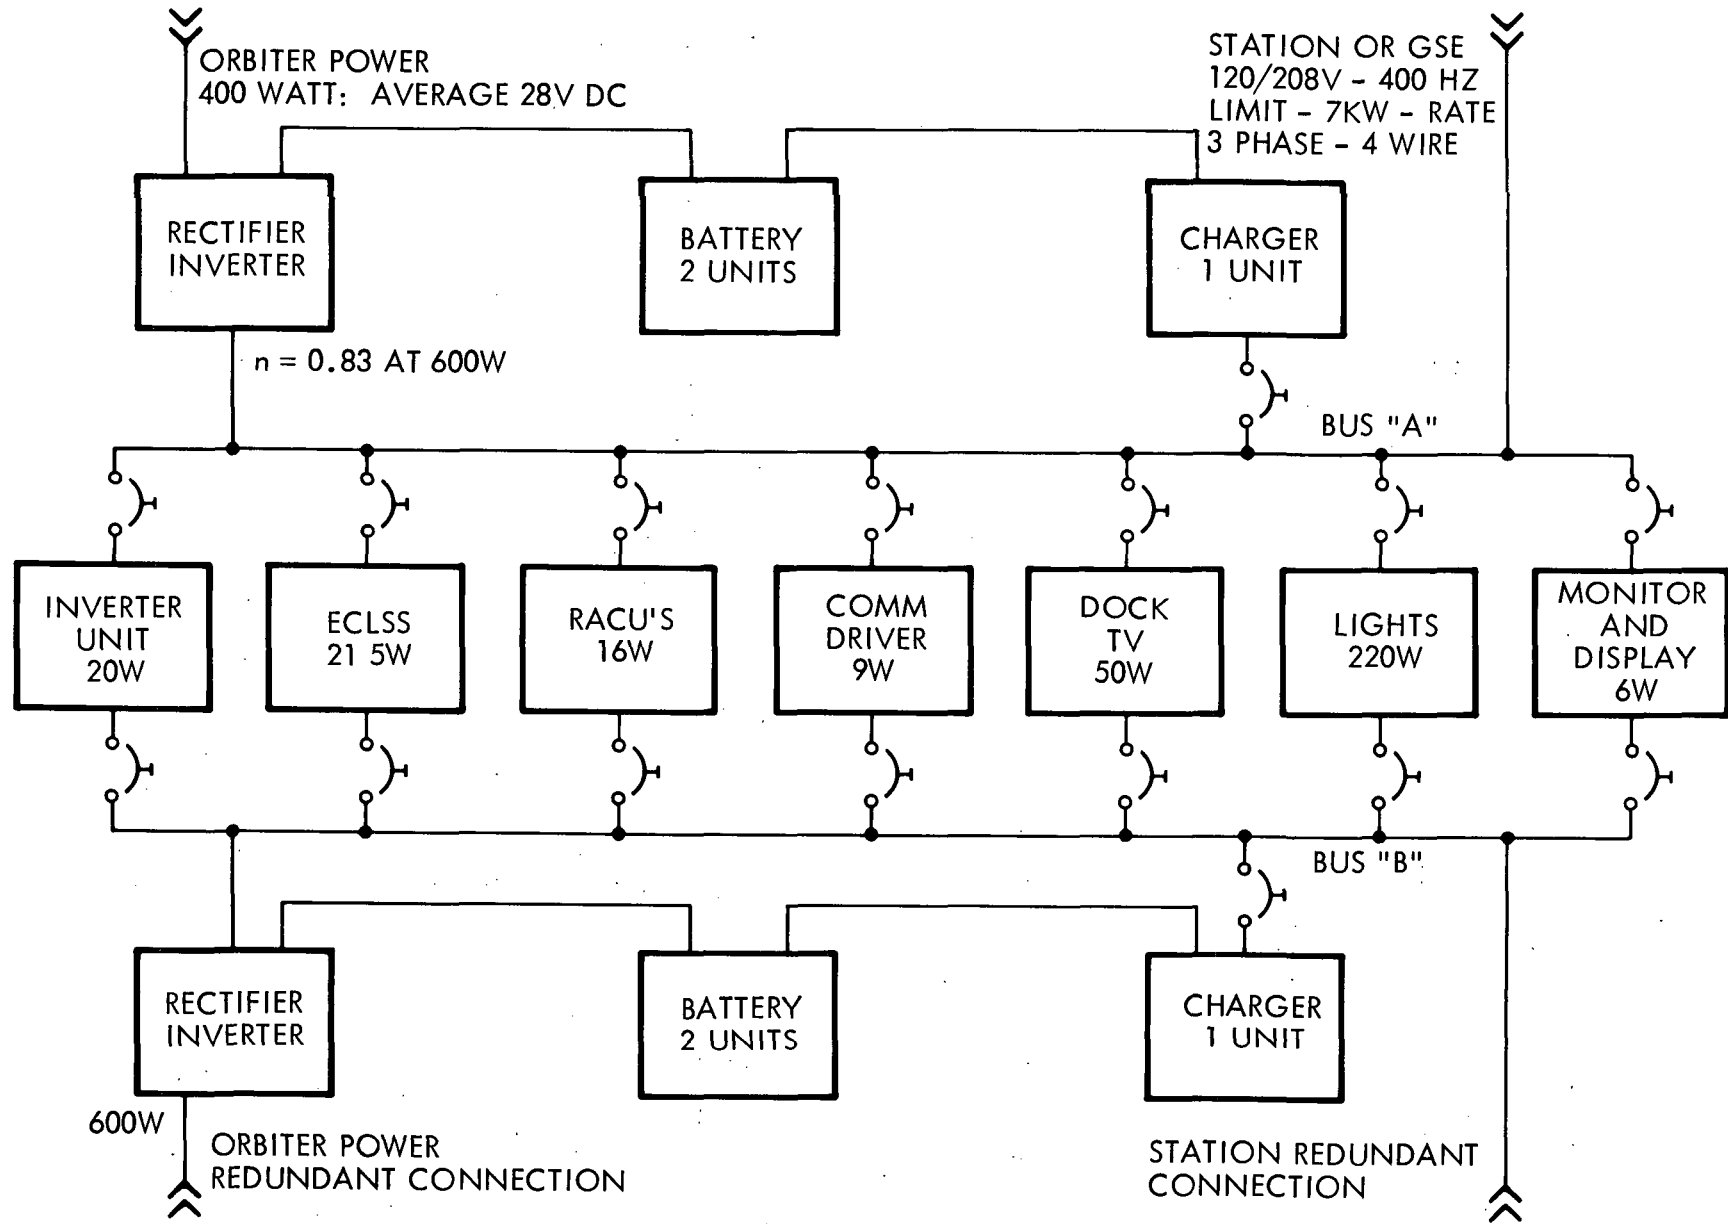 ORBITER POWER
400 WATT: AVERAGE 28V DC
STATION OR GSE
120/208V - 400 HZ
LIMIT - 7KW - RATE
3 PHASE - 4 WIRE
RECTIFIER
INVERTER
BATTERY
2 UNITS
CHARGER
1 UNIT
n = 0.83 AT 600W
BUS "A"
INVERTER
UNIT
20W
ECLSS
21 5W
RACU'S
16W
COMM
DRIVER
9W
DOCK
TV
50W
LIGHTS
220W
MONITOR
AND
DISPLAY
6W
BUS "B"
RECTIFIER
INVERTER
BATTERY
2 UNITS
CHARGER
1 UNIT
600W
ORBITER POWER
REDUNDANT CONNECTION
STATION REDUNDANT
CONNECTION